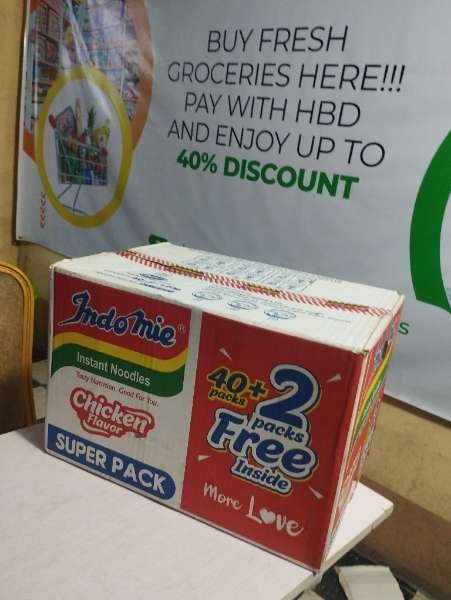 BUY FRESH
GROCERIES HERE!!!
PAY WITH HBD
AND ENJOY UP TO
40% DISCOUNT
Indomie®
Instant Noodles
Tasty Nutrition. Good For You.
Chicken
Flavor
SUPER PACK
40+2
packs packs
Free
Inside
More Love